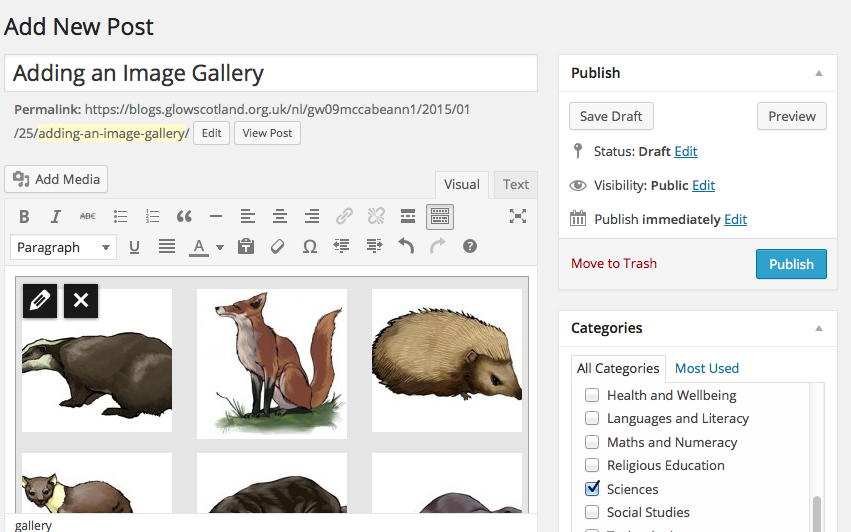 Add New Post
Adding an Image Gallery
Permalink: https://blogs.glowscotland.org.uk/nl/gw09mccabeann1/2015/01
/25/adding-an-image-gallery/ Edit View Post
Add Media
Visual Text
B I ABC
Paragraph U A Ω ?
gallery
Publish
Save Draft Preview
Status: Draft Edit
Visibility: Public Edit
Publish immediately Edit
Move to Trash Publish
Categories
All Categories Most Used
Health and Wellbeing
Languages and Literacy
Maths and Numeracy
Religious Education
Sciences
Social Studies